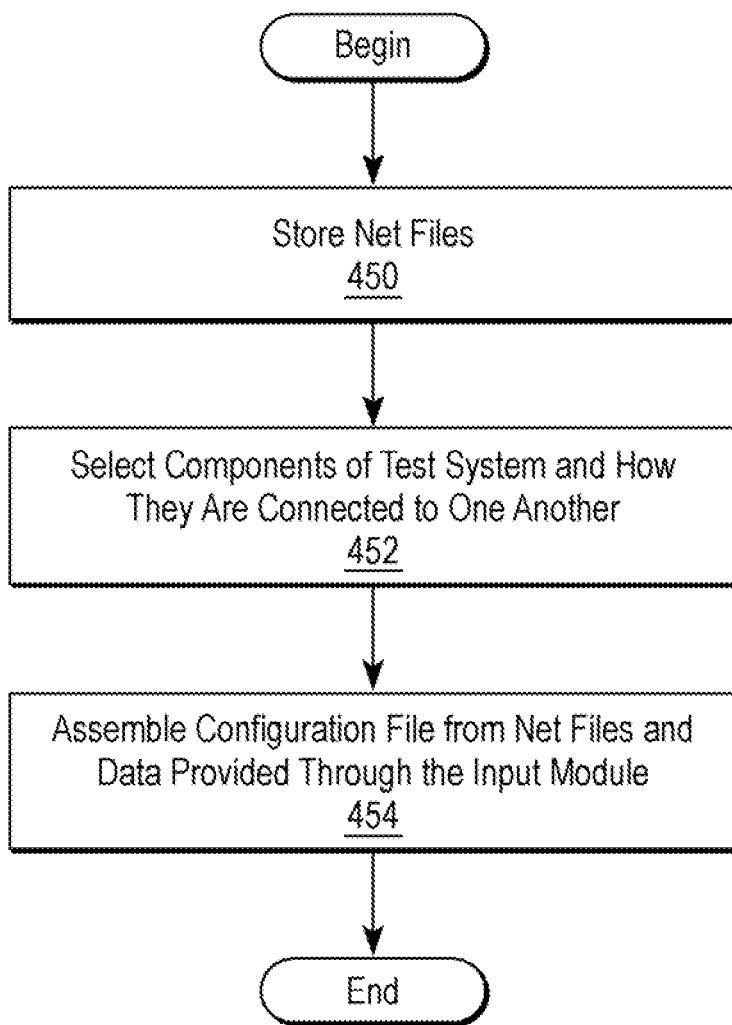 Begin
Store Net Files
450
Select Components of Test System and How
They Are Connected to One Another
452
Assemble Configuration File from Net Files and
Data Provided Through the Input Module
454
End